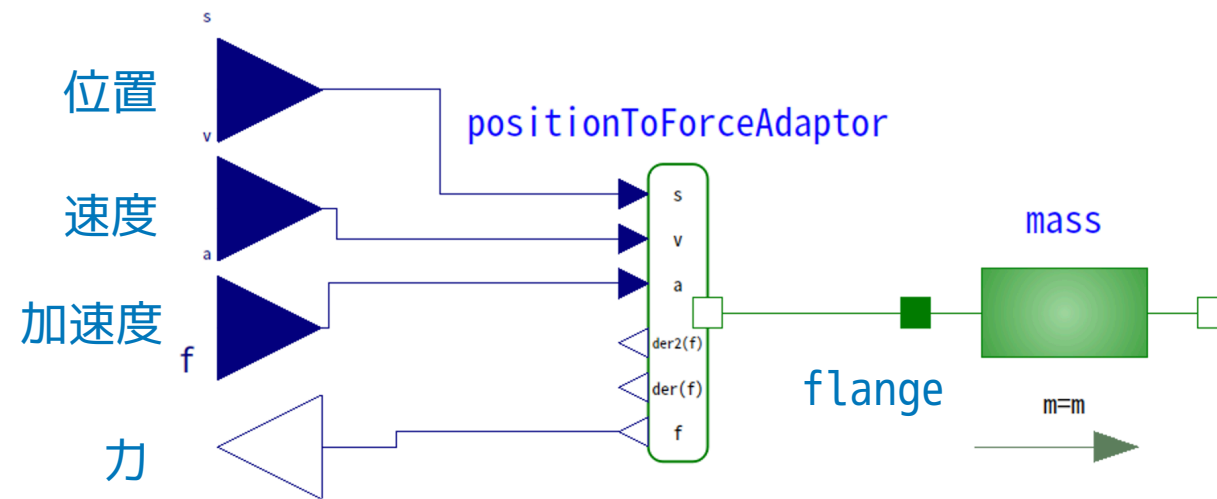 s
位置
v
速度
a
加速度
f
力
positionToForceAdaptor
s
v
a
der2(f)
der(f)
f
flange
mass
m=m